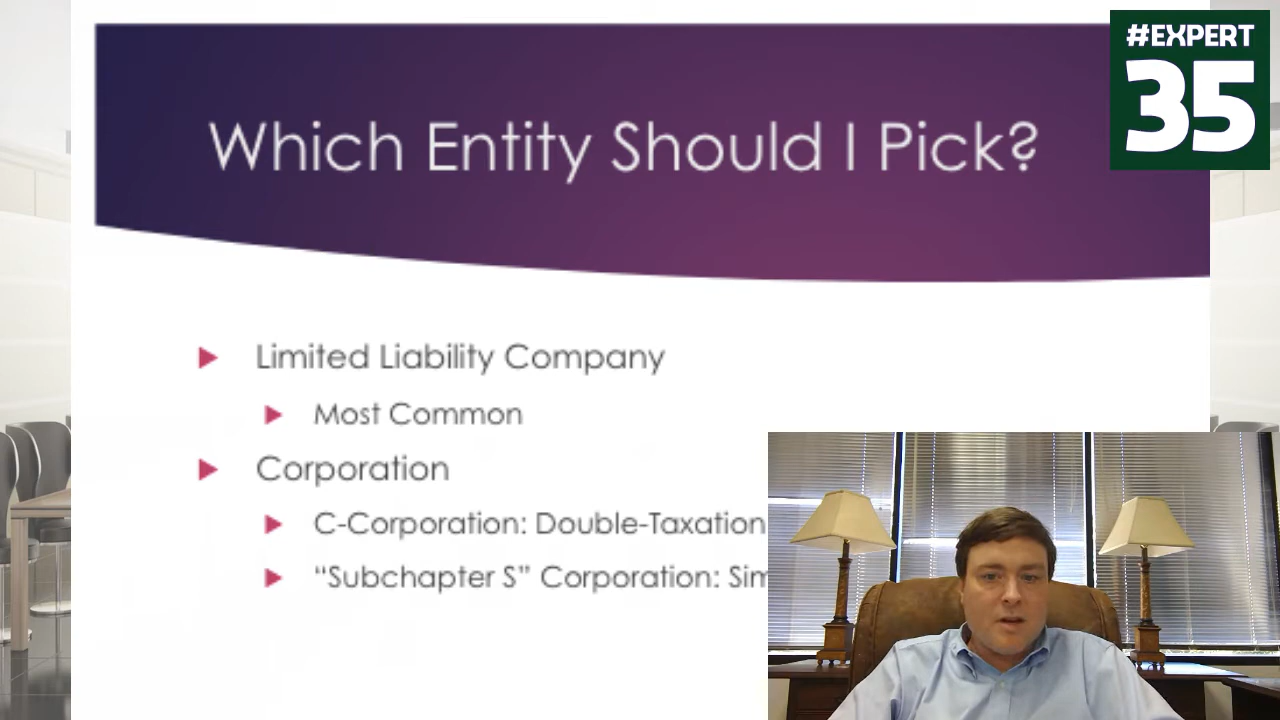 #EXPERT
35
Which Entity Should I Pick?
Limited Liability Company
Most Common
Corporation
C-Corporation: Double-Taxation
“Subchapter S” Corporation: